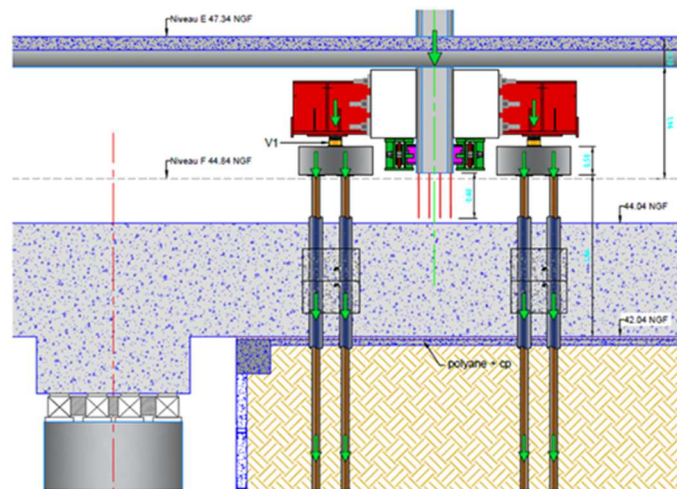 Niveau E 47.34 NGF
V1
Niveau F 44.84 NGF
44.04 NGF
42.04 NGF
polyane + cp